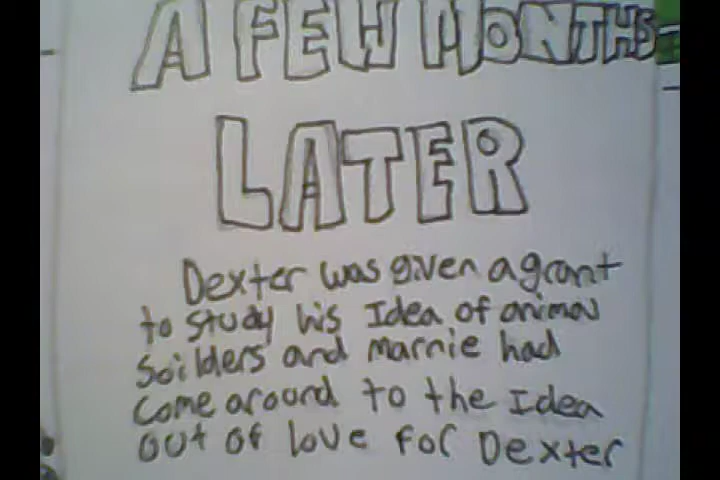 A FEW MONTHS
LATER
Dexter was given a grant
to study his Idea of animal
Soilders and marnie had
come around to the Idea
out of love for Dexter